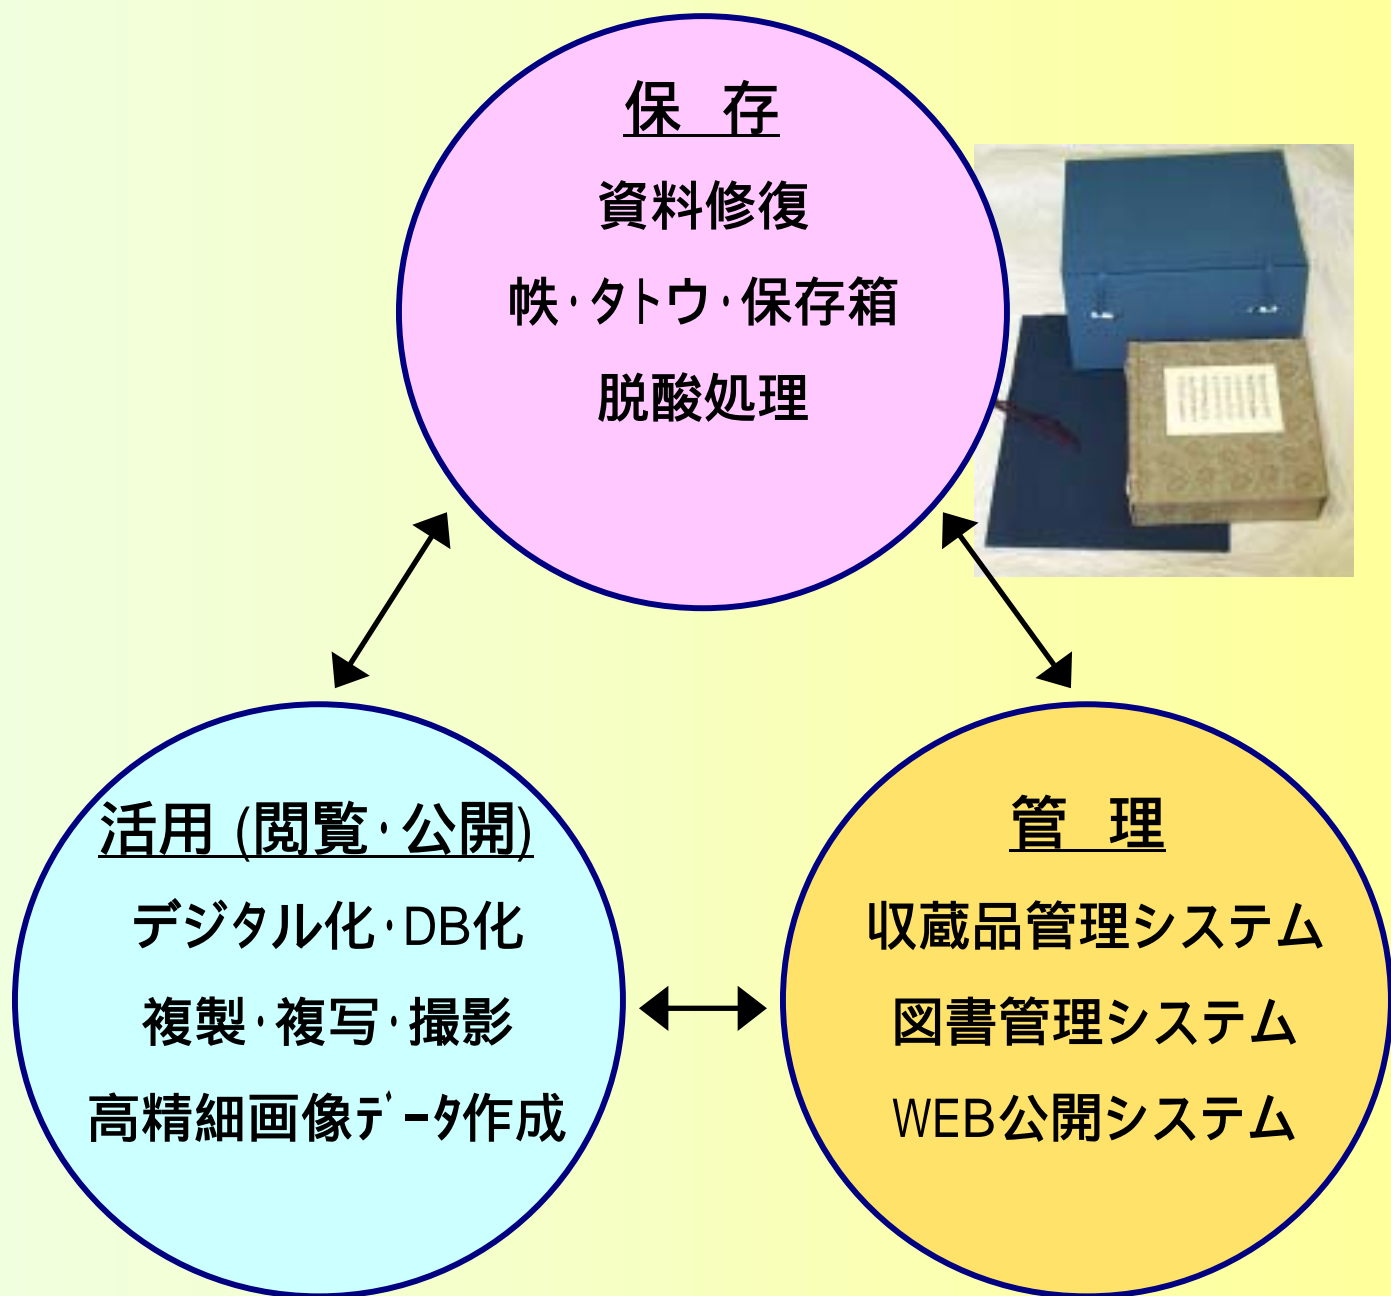 保 存
資料修復
帙・タトウ・保存箱
脱酸処理
活用(閲覧・公開)
デジタル化・DB化
複製・複写・撮影
高精細画像ﾃﾞｰﾀ作成
管 理
収蔵品管理システム
図書管理システム
WEB公開システム